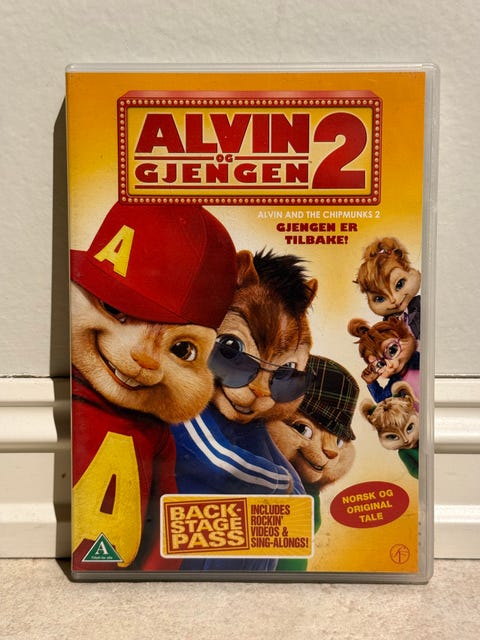 ALVIN
OG
GJENGEN 2
ALVIN AND THE CHIPMUNKS 2
GJENGEN ER
TILBAKE!
A
A
BACK-
STAGE
PASS
INCLUDES
ROCKIN'
VIDEOS &
SING-ALONGS!
NORSK OG
ORIGINAL
TALE
A